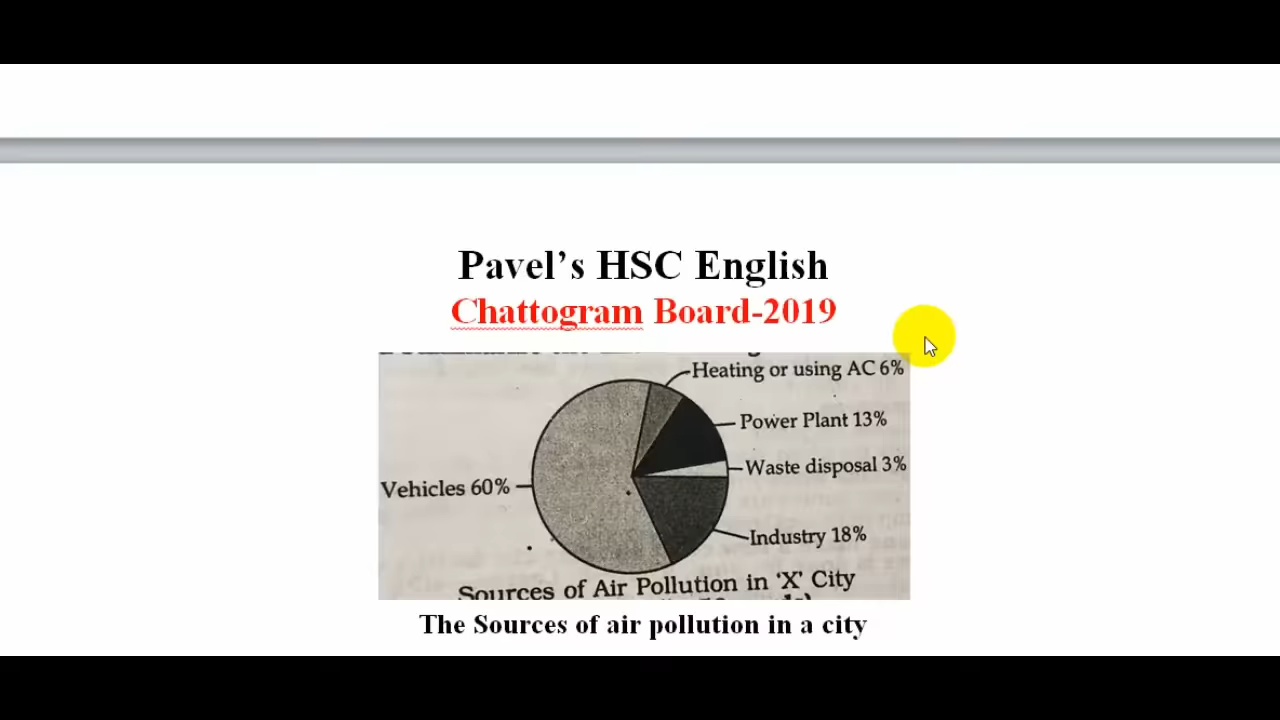 Pavel's HSC English
Chattogram Board-2019
Heating or using AC 6%
Power Plant 13%
Waste disposal 3%
Vehicles 60%
Industry 18%
Sources of Air Pollution in 'X' City
The Sources of air pollution in a city